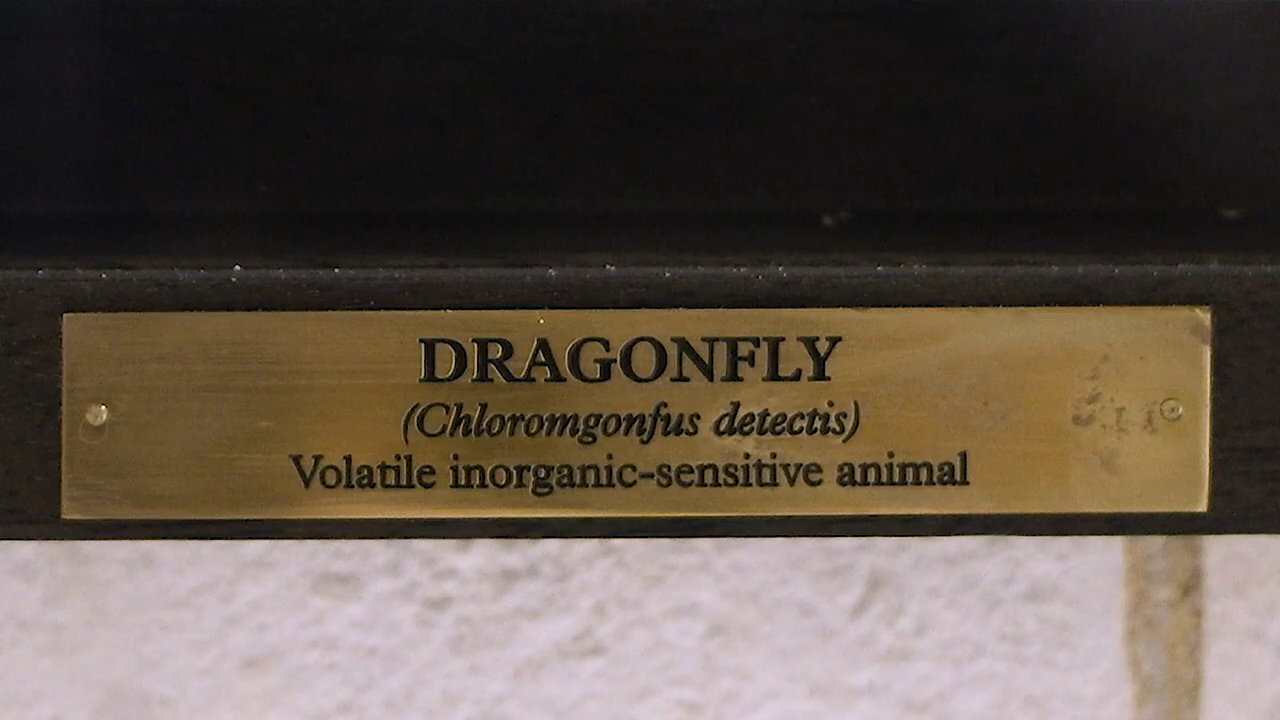 DRAGONFLY
(Chloromgonfus detectis)
Volatile inorganic-sensitive animal